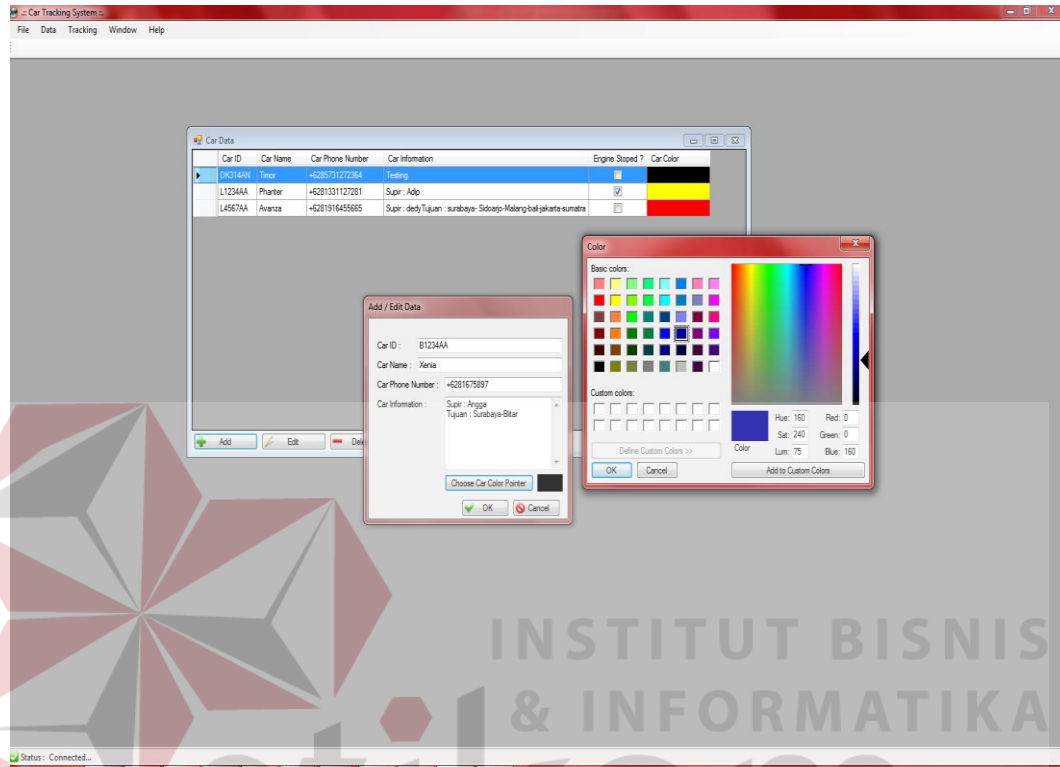 .:: Car Tracking System ::.
File Data Tracking Window Help
Car Data
Car ID Car Name Car Phone Number Car Information Engine Stoped ? Car Color
DK314AN Timor +6285731272364 Testing
L1234AA Phanter +6281331127281 Supir : Adip
L4567AA Avanza +6281916455665 Supir : dedyTujuan : surabaya- Sidoarjo-Malang-bali-jakarta-sumatra
Add Edit
Add / Edit Data
Car ID : B1234AA
Car Name : Xenia
Car Phone Number : +6281675897
Car Information : Supir : Angga
Tujuan : Surabaya-Blitar
Choose Car Color Pointer
OK Cancel
Color
Basic colors:
Custom colors:
Define Custom Colors >>
OK Cancel
Color
Hue: 160 Red: 0
Sat: 240 Green: 0
Lum: 75 Blue: 160
Add to Custom Colors
INSTITUT BISNIS
& INFORMATIKA
Status : Connected...